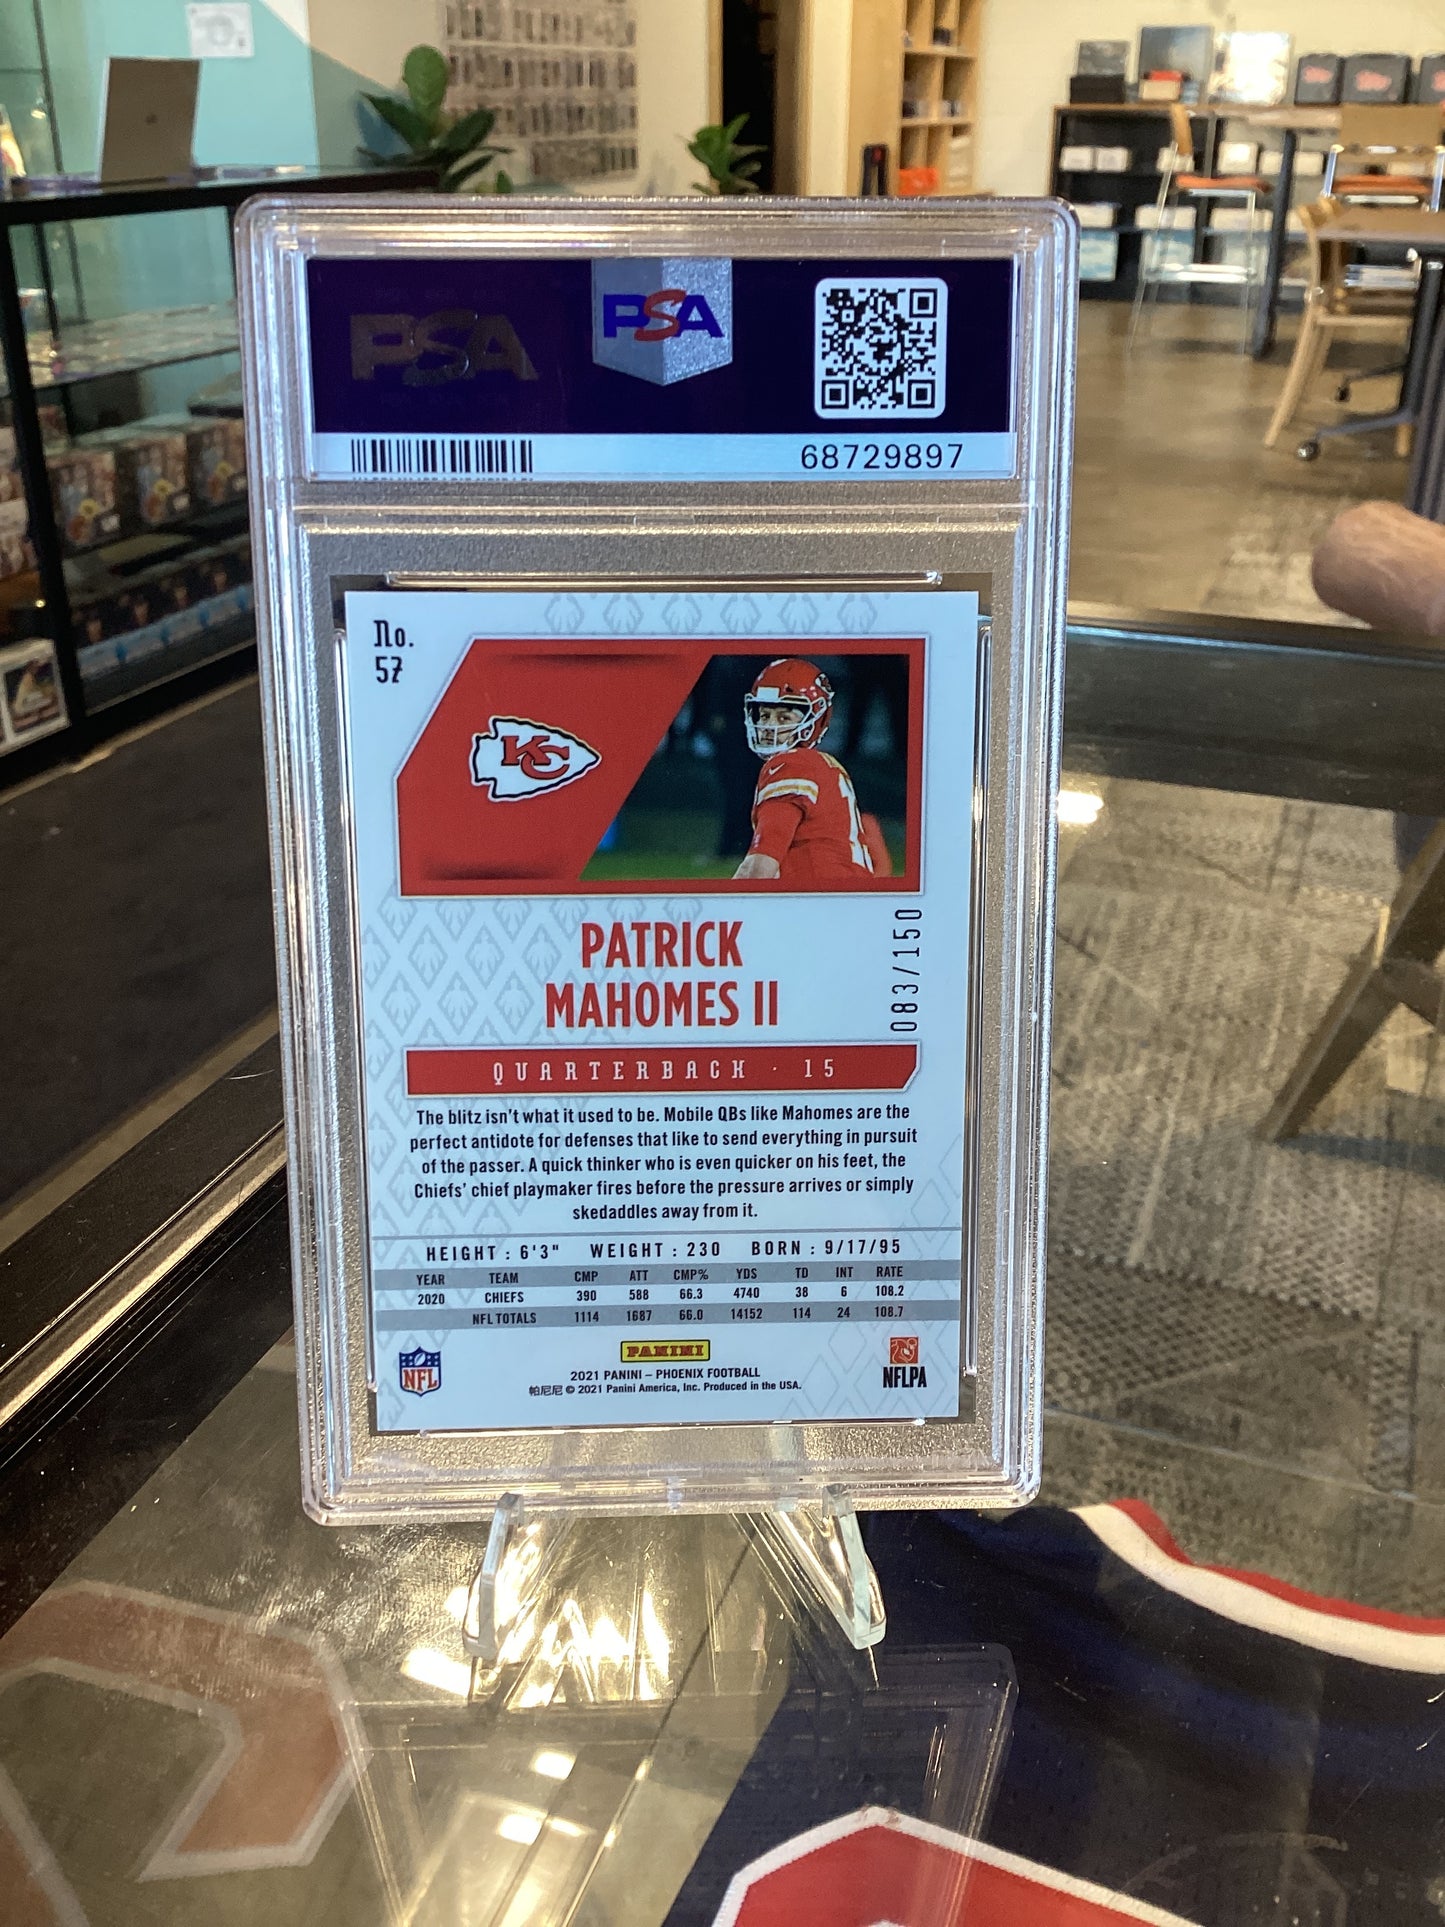 PSA
PSA
68729897
No.
57
KC
PATRICK
MAHOMES II
083/150
QUARTERBACK · 15
The blitz isn't what it used to be. Mobile QBs like Mahomes are the
perfect antidote for defenses that like to send everything in pursuit
of the passer. A quick thinker who is even quicker on his feet, the
Chiefs' chief playmaker fires before the pressure arrives or simply
skedaddles away from it.
HEIGHT : 6'3" WEIGHT : 230 BORN : 9/17/95
YEAR TEAM CMP ATT CMP% YDS TD INT RATE
2020 CHIEFS 390 588 66.3 4740 38 6 108.2
NFL TOTALS 1114 1687 66.0 14152 114 24 108.7
PANINI
NFL
2021 PANINI – PHOENIX FOOTBALL
帕尼尼 © 2021 Panini America, Inc. Produced in the USA.
NFLPA